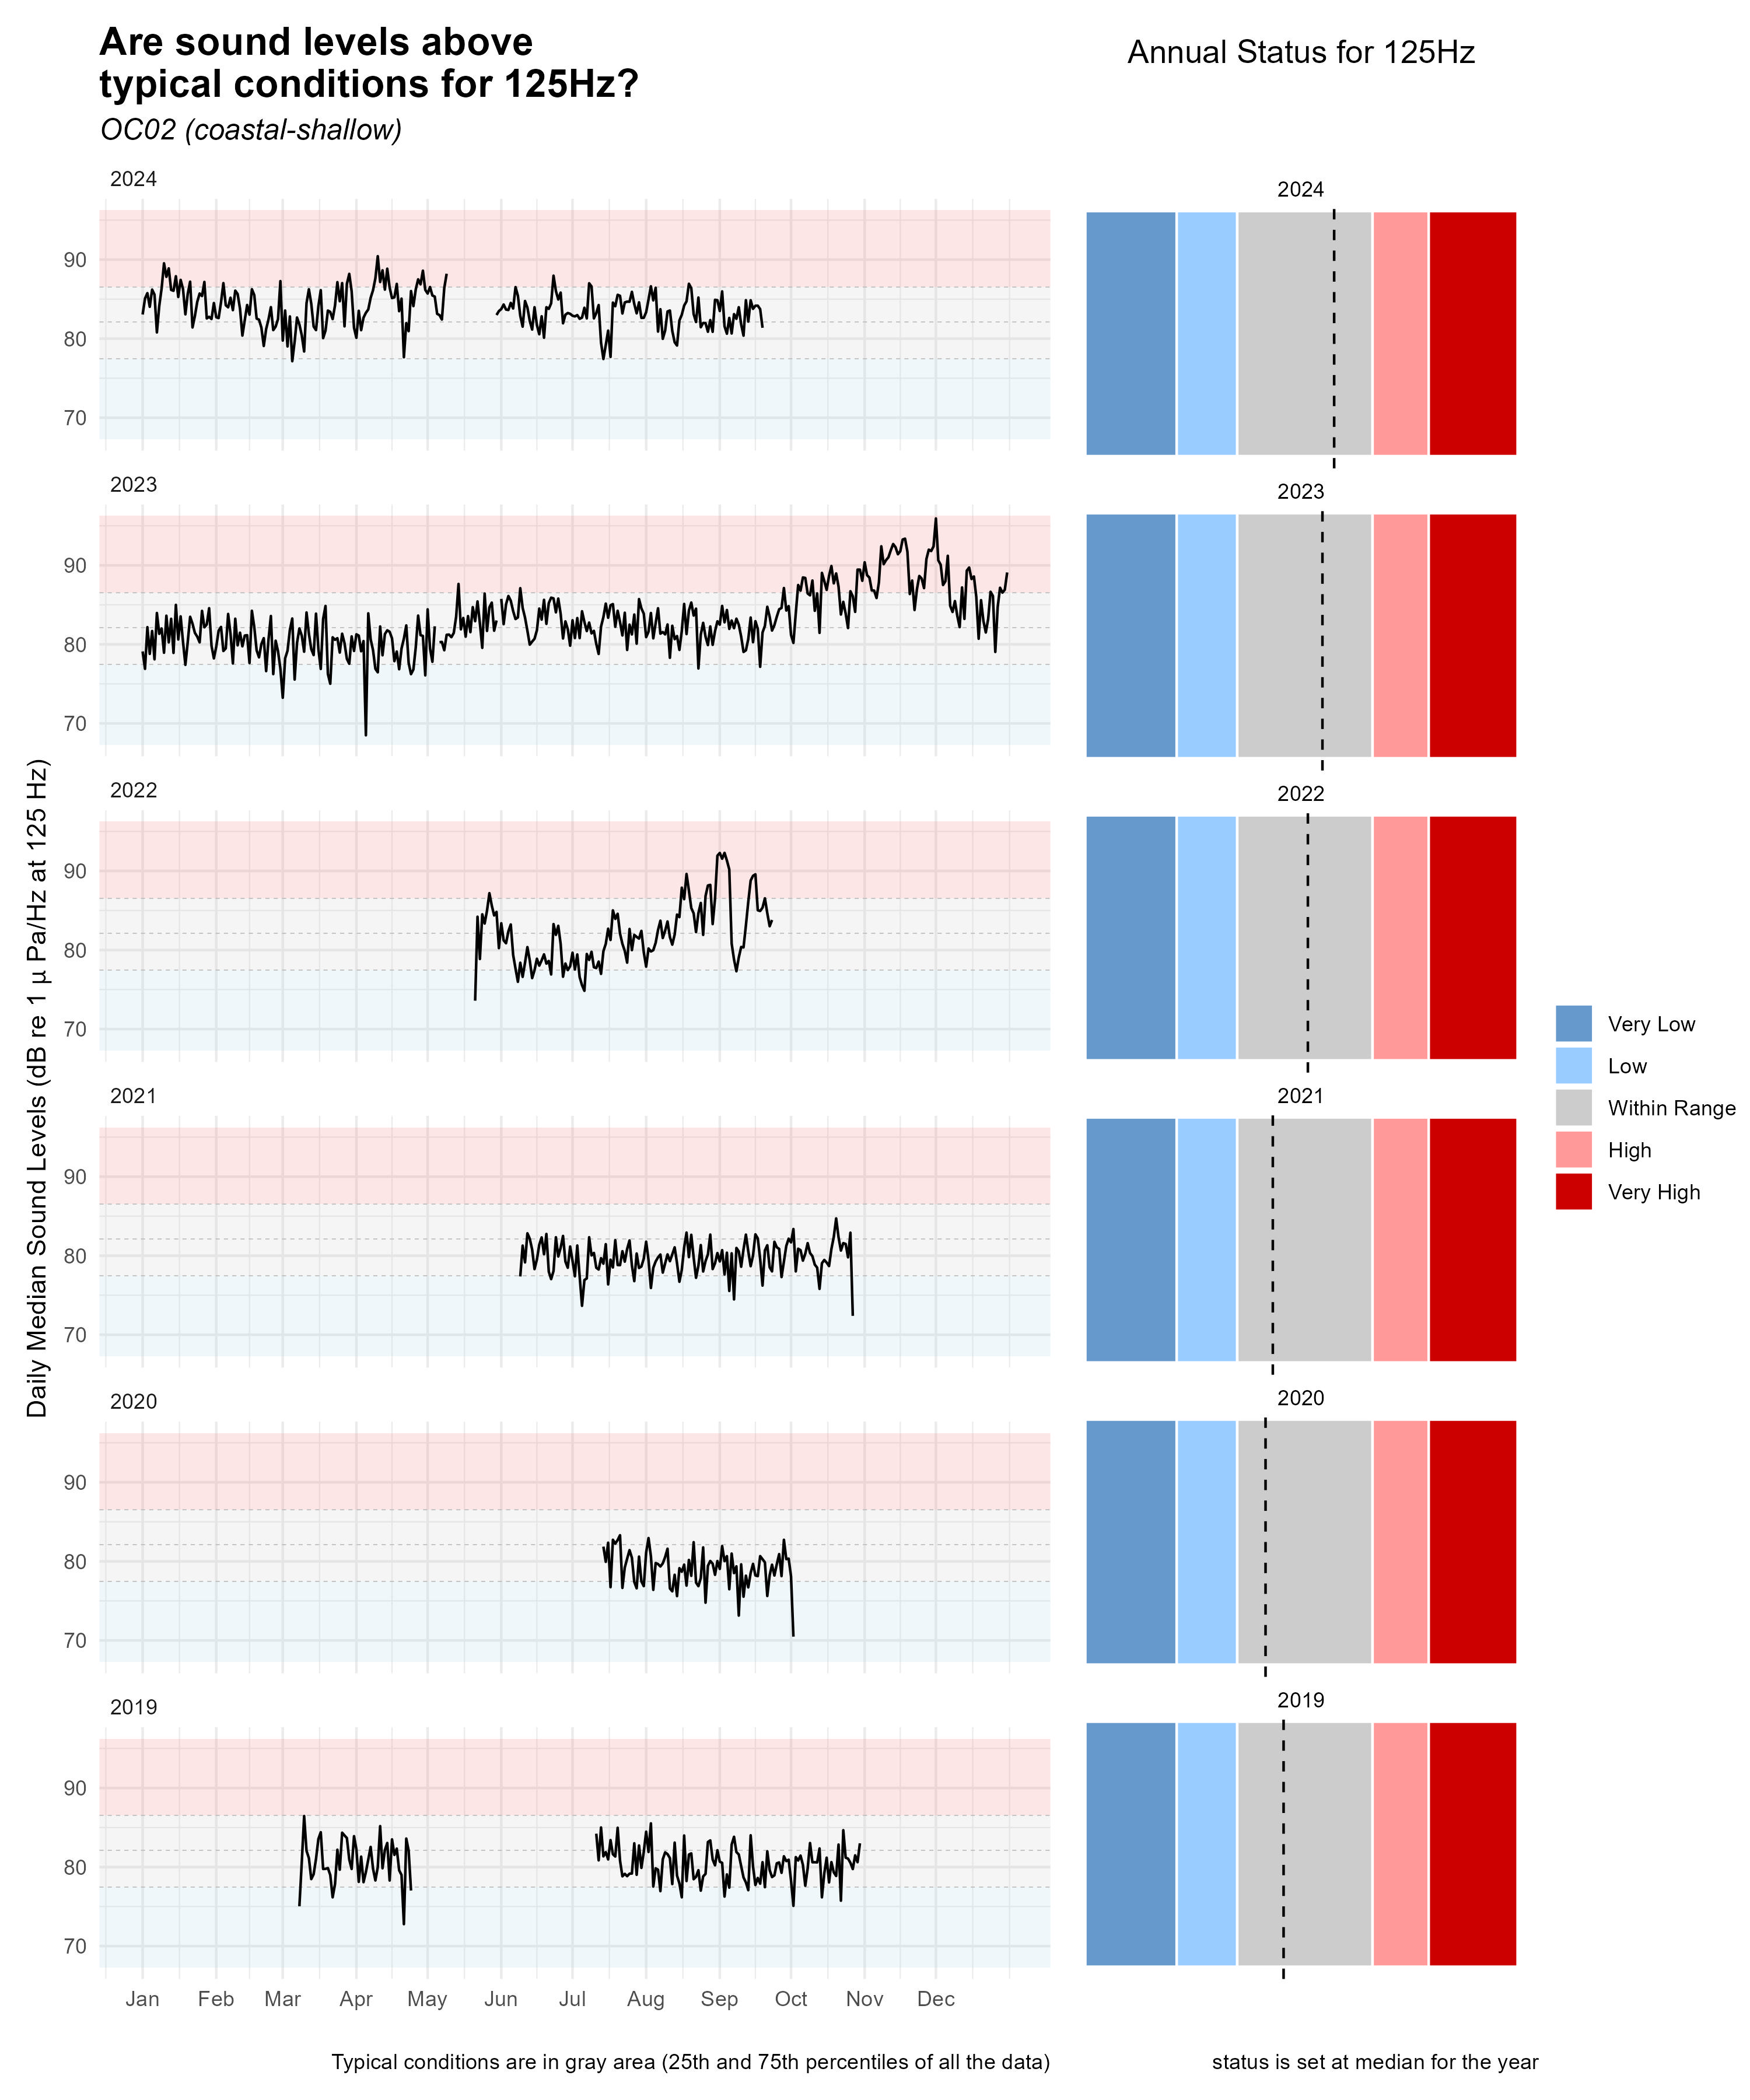 Are sound levels above
typical conditions for 125Hz?
OC02 (coastal-shallow)
Annual Status for 125Hz
Daily Median Sound Levels (dB re 1 µ Pa/Hz at 125 Hz)
2024
90
80
70
2024
2023
90
80
70
2023
2022
90
80
70
2022
2021
90
80
70
2021
2020
90
80
70
2020
2019
90
80
70
2019
Jan Feb Mar Apr May Jun Jul Aug Sep Oct Nov Dec
Very Low
Low
Within Range
High
Very High
Typical conditions are in gray area (25th and 75th percentiles of all the data)
status is set at median for the year